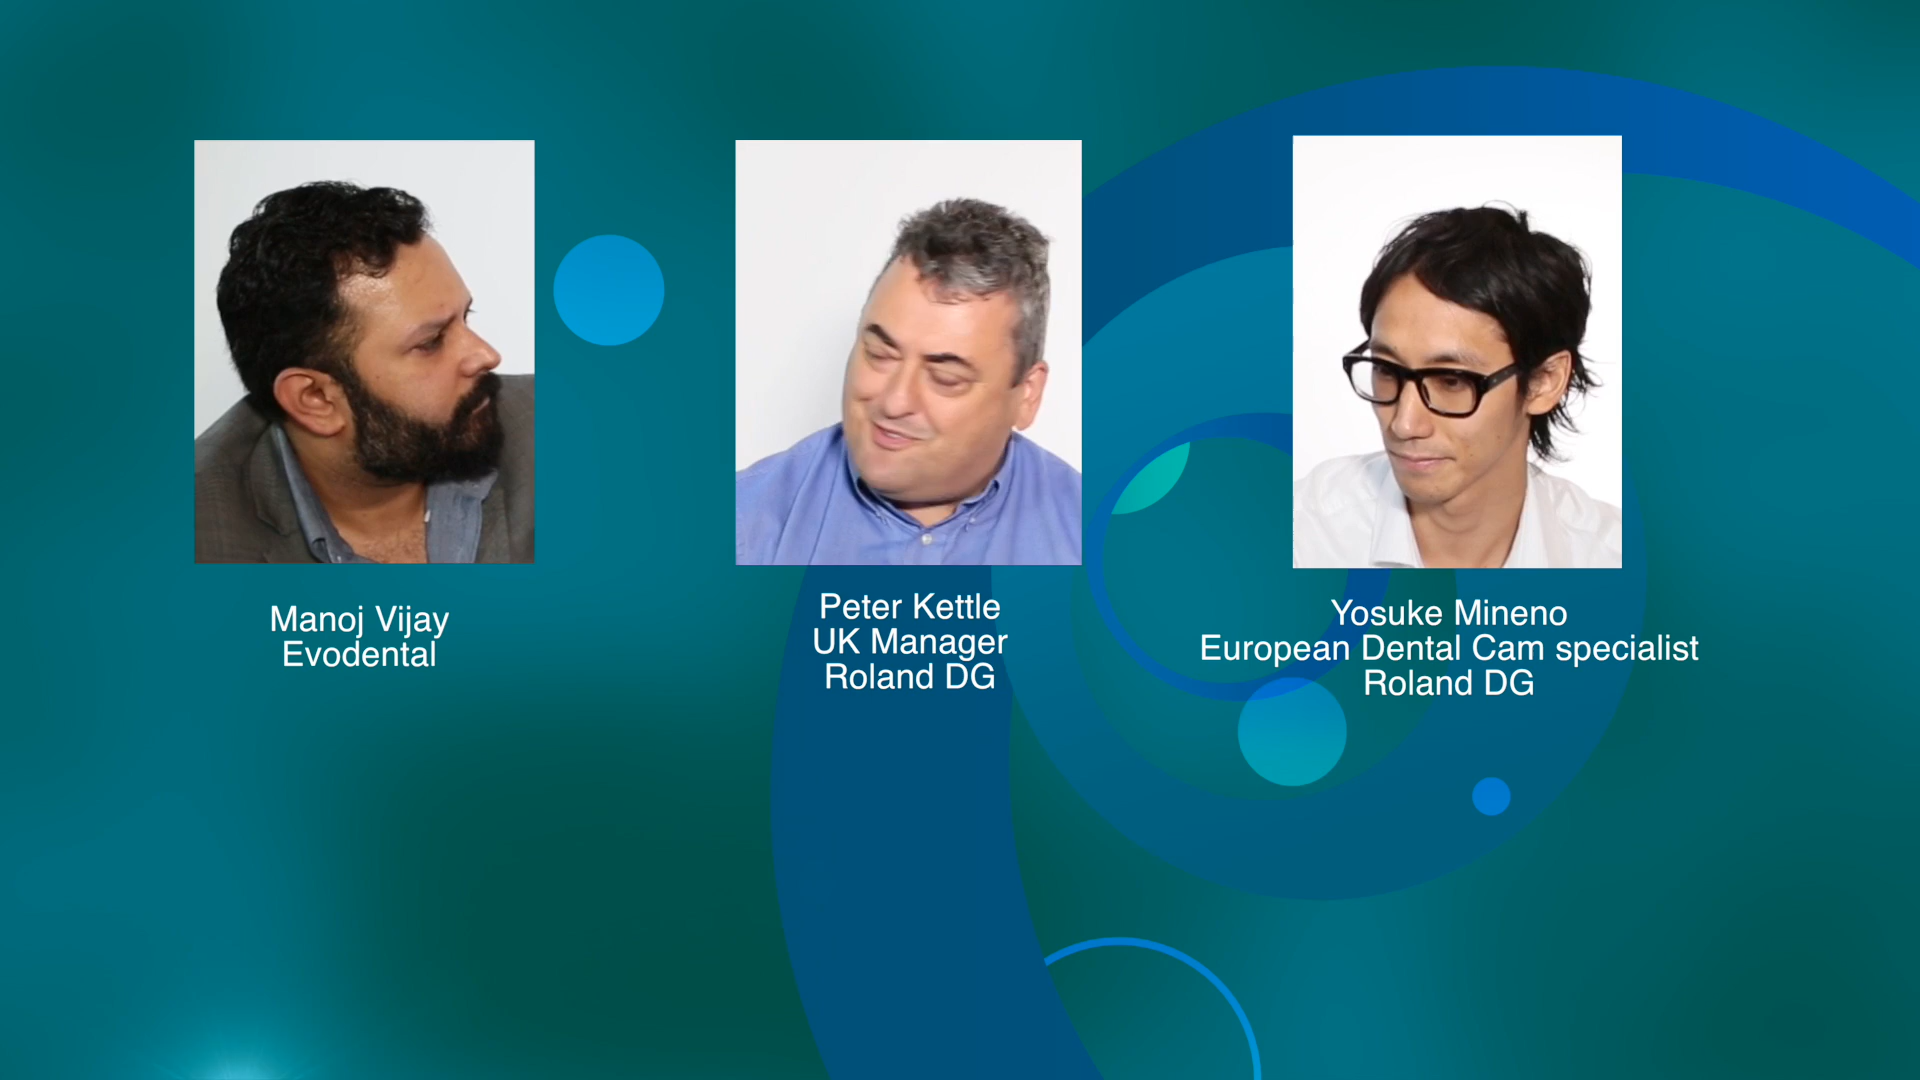 Manoj Vijay
Evodental
Peter Kettle
UK Manager
Roland DG
Yosuke Mineno
European Dental Cam specialist
Roland DG